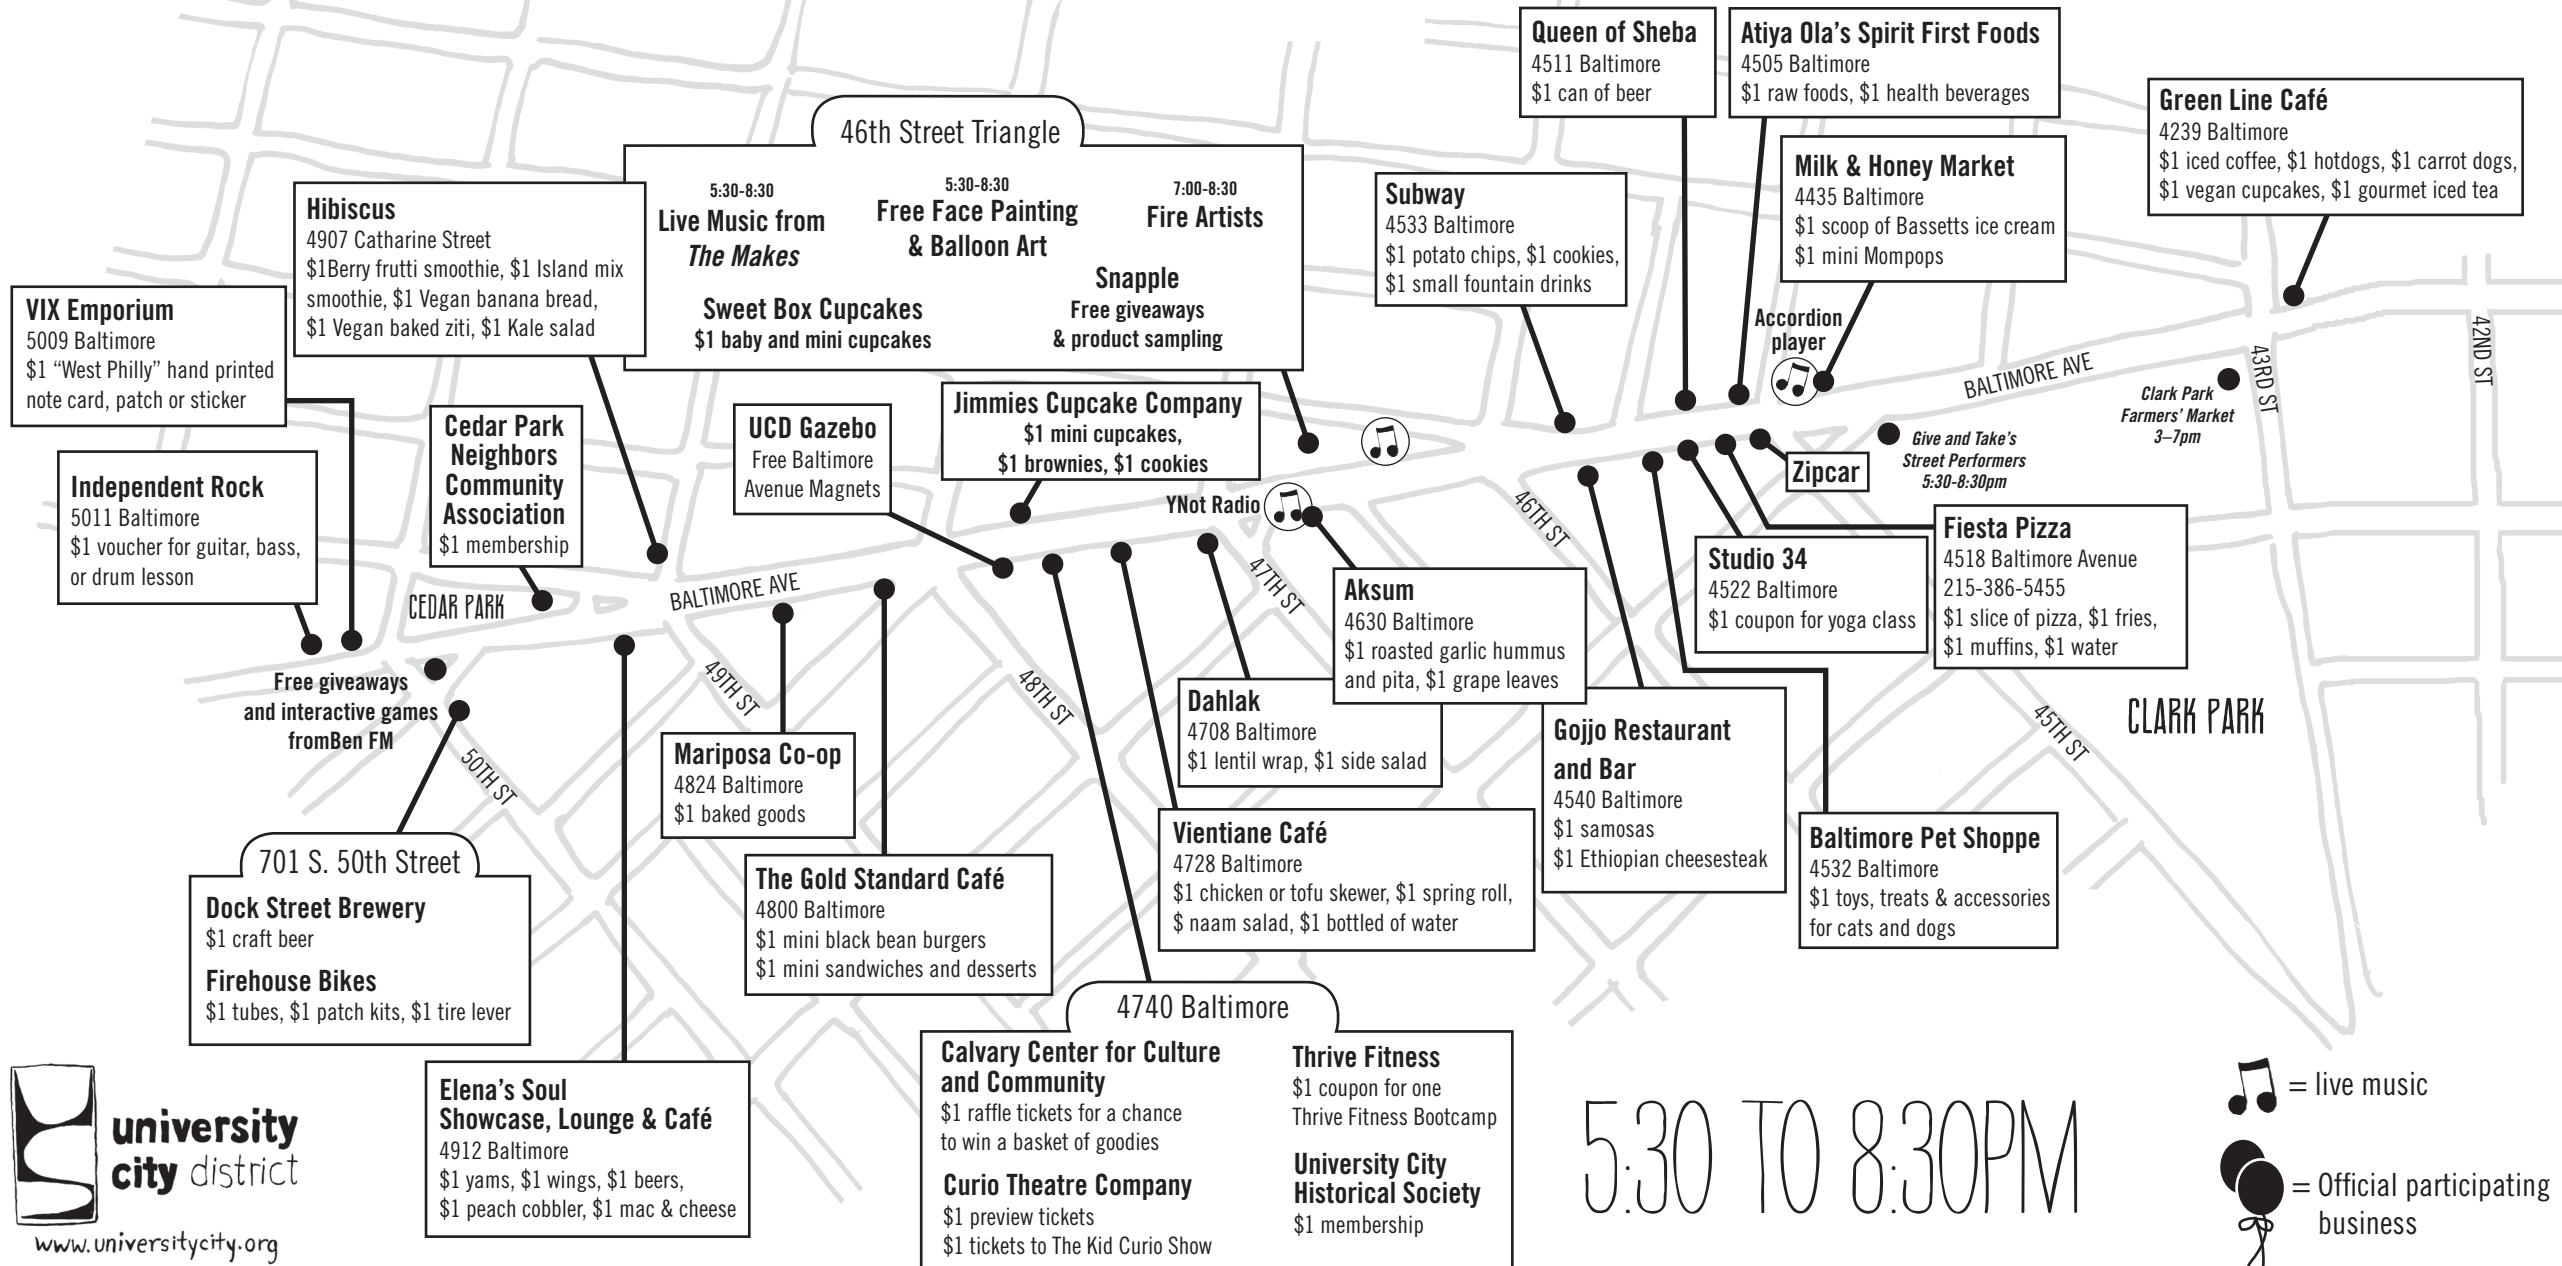 Queen of Sheba
4511 Baltimore
$1 can of beer
Atiya Ola’s Spirit First Foods
4505 Baltimore
$1 raw foods, $1 health beverages
Green Line Café
4239 Baltimore
$1 iced coffee, $1 hotdogs, $1 carrot dogs,
$1 vegan cupcakes, $1 gourmet iced tea
46th Street Triangle
5:30-8:30
Live Music from
The Makes
5:30-8:30
Free Face Painting
& Balloon Art
7:00-8:30
Fire Artists
Sweet Box Cupcakes
$1 baby and mini cupcakes
Snapple
Free giveaways
& product sampling
Milk & Honey Market
4435 Baltimore
$1 scoop of Bassetts ice cream
$1 mini Mompops
Subway
4533 Baltimore
$1 potato chips, $1 cookies,
$1 small fountain drinks
Hibiscus
4907 Catharine Street
$1Berry frutti smoothie, $1 Island mix
smoothie, $1 Vegan banana bread,
$1 Vegan baked ziti, $1 Kale salad
VIX Emporium
5009 Baltimore
$1 “West Philly” hand printed
note card, patch or sticker
Accordion
player
42ND ST
43RD ST
BALTIMORE AVE
Clark Park
Farmers’ Market
3–7pm
Jimmies Cupcake Company
$1 mini cupcakes,
$1 brownies, $1 cookies
UCD Gazebo
Free Baltimore
Avenue Magnets
Cedar Park
Neighbors
Community
Association
$1 membership
Independent Rock
5011 Baltimore
$1 voucher for guitar, bass,
or drum lesson
YNot Radio
Zipcar
Give and Take’s
Street Performers
5:30-8:30pm
46TH ST
47TH ST
Fiesta Pizza
4518 Baltimore Avenue
215-386-5455
$1 slice of pizza, $1 fries,
$1 muffins, $1 water
Studio 34
4522 Baltimore
$1 coupon for yoga class
Aksum
4630 Baltimore
$1 roasted garlic hummus
and pita, $1 grape leaves
CEDAR PARK
BALTIMORE AVE
Free giveaways
and interactive games
fromBen FM
49TH ST
48TH ST
50TH ST
45TH ST
CLARK PARK
Dahlak
4708 Baltimore
$1 lentil wrap, $1 side salad
Gojjo Restaurant
and Bar
4540 Baltimore
$1 samosas
$1 Ethiopian cheesesteak
Mariposa Co-op
4824 Baltimore
$1 baked goods
Vientiane Café
4728 Baltimore
$1 chicken or tofu skewer, $1 spring roll,
$ naam salad, $1 bottled of water
Baltimore Pet Shoppe
4532 Baltimore
$1 toys, treats & accessories
for cats and dogs
701 S. 50th Street
Dock Street Brewery
$1 craft beer
Firehouse Bikes
$1 tubes, $1 patch kits, $1 tire lever
The Gold Standard Café
4800 Baltimore
$1 mini black bean burgers
$1 mini sandwiches and desserts
4740 Baltimore
Calvary Center for Culture
and Community
$1 raffle tickets for a chance
to win a basket of goodies
Curio Theatre Company
$1 preview tickets
$1 tickets to The Kid Curio Show
Thrive Fitness
$1 coupon for one
Thrive Fitness Bootcamp
University City
Historical Society
$1 membership
Elena’s Soul
Showcase, Lounge & Café
4912 Baltimore
$1 yams, $1 wings, $1 beers,
$1 peach cobbler, $1 mac & cheese
university
city district
www.universitycity.org
5:30 TO 8:30PM
= live music
= Official participating
business